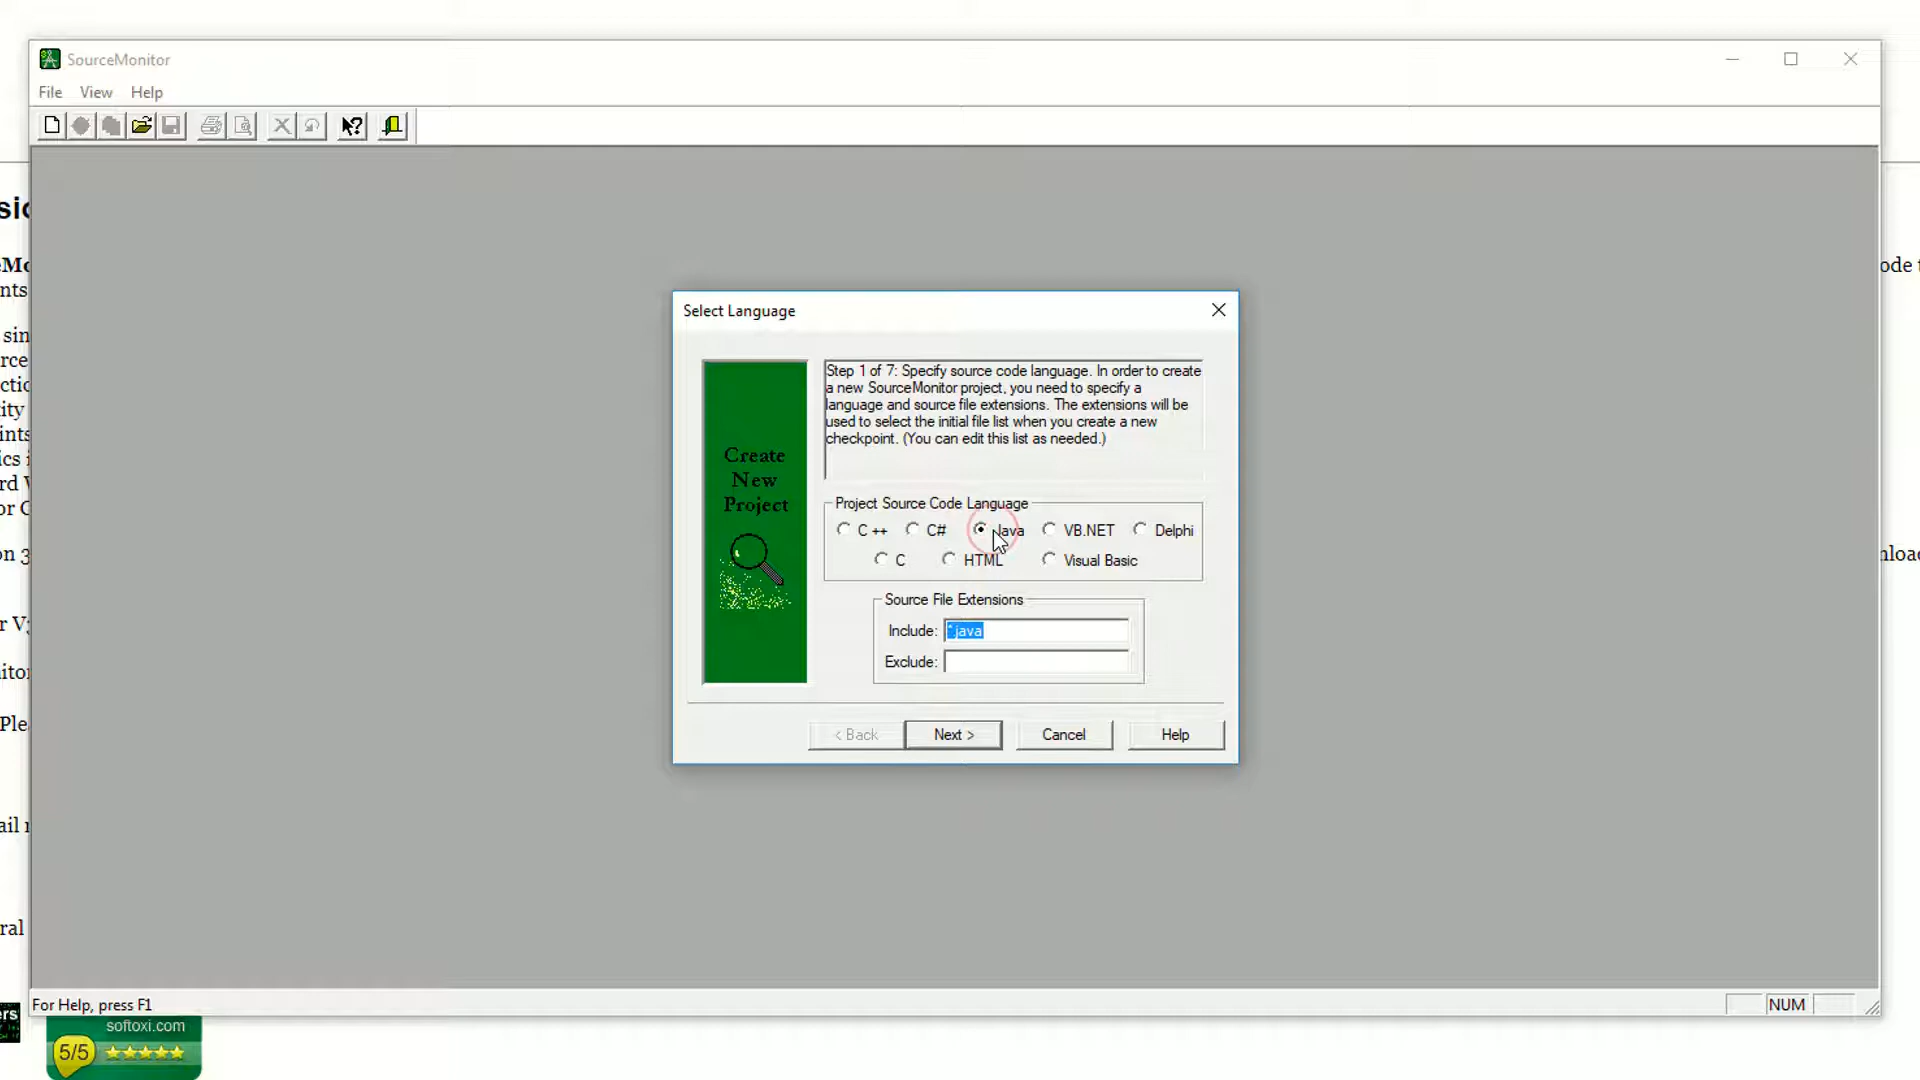 SourceMonitor
File View Help
Select Language
Step 1 of 7: Specify source code language. In order to create
a new SourceMonitor project, you need to specify a
language and source file extensions. The extensions will be
used to select the initial file list when you create a new
checkpoint. (You can edit this list as needed.)
Create
New
Project
Project Source Code Language
C ++ C# Java VB.NET Delphi
C HTML Visual Basic
Source File Extensions
Include: *.java
Exclude:
< Back Next > Cancel Help
For Help, press F1
NUM
softoxi.com
5/5